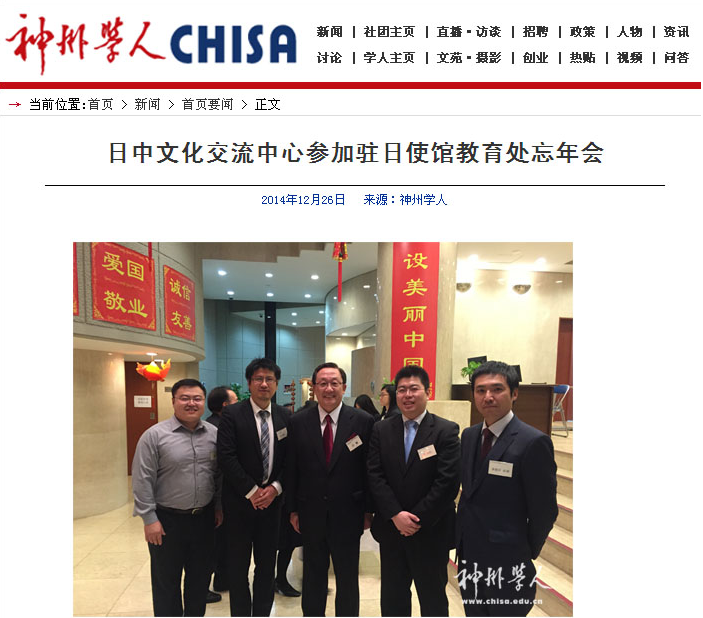 神州学人 CHISA
新闻 | 社团主页 | 直播·访谈 | 招聘 | 政策 | 人物 | 资讯
讨论 | 学人主页 | 文苑·摄影 | 创业 | 热贴 | 视频 | 问答
→ 当前位置:首页 > 新闻 > 首页要闻 > 正文
日中文化交流中心参加驻日使馆教育处忘年会
2014年12月26日 来源：神州学人
爱国
敬业
诚信
友善
设美丽中国
神州学人
www.chisa.edu.cn